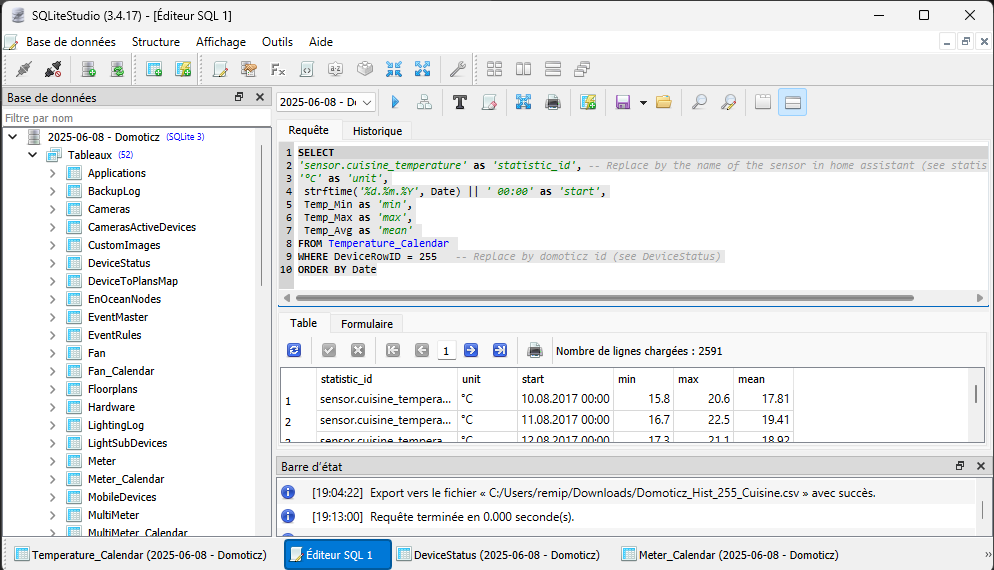 SQLiteStudio (3.4.17) - [Éditeur SQL 1]
Base de données Structure Affichage Outils Aide
Base de données
Filtre par nom
2025-06-08 - Domoticz (SQLite 3)
Tableaux (52)
Applications
BackupLog
Cameras
CamerasActiveDevices
CustomImages
DeviceStatus
DeviceToPlansMap
EnOceanNodes
EventMaster
EventRules
Fan
Fan_Calendar
Floorplans
Hardware
LightingLog
LightSubDevices
Meter
Meter_Calendar
MobileDevices
MultiMeter
MultiMeter_Calendar
2025-06-08 - Do
Requête Historique
1 SELECT
2 'sensor.cuisine_temperature' as 'statistic_id', -- Replace by the name of the sensor in home assistant (see statis
3 '°C' as 'unit',
4 strftime('%d.%m.%Y', Date) || ' 00:00' as 'start',
5 Temp_Min as 'min',
6 Temp_Max as 'max',
7 Temp_Avg as 'mean'
8 FROM Temperature_Calendar
9 WHERE DeviceRowID = 255 -- Replace by domoticz id (see DeviceStatus)
10 ORDER BY Date
Table Formulaire
1 Nombre de lignes chargées : 2591
statistic_id unit start min max mean
1 sensor.cuisine_tempera... °C 10.08.2017 00:00 15.8 20.6 17.81
2 sensor.cuisine_tempera... °C 11.08.2017 00:00 16.7 22.5 19.41
3 sensor.cuisine_tempera... °C 12.08.2017 00:00 17.3 21.1 18.92
Barre d'état
[19:04:22] Export vers le fichier « C:/Users/remip/Downloads/Domoticz_Hist_255_Cuisine.csv » avec succès.
[19:13:00] Requête terminée en 0.000 seconde(s).
Temperature_Calendar (2025-06-08 - Domoticz) Éditeur SQL 1 DeviceStatus (2025-06-08 - Domoticz) Meter_Calendar (2025-06-08 - Domoticz) »